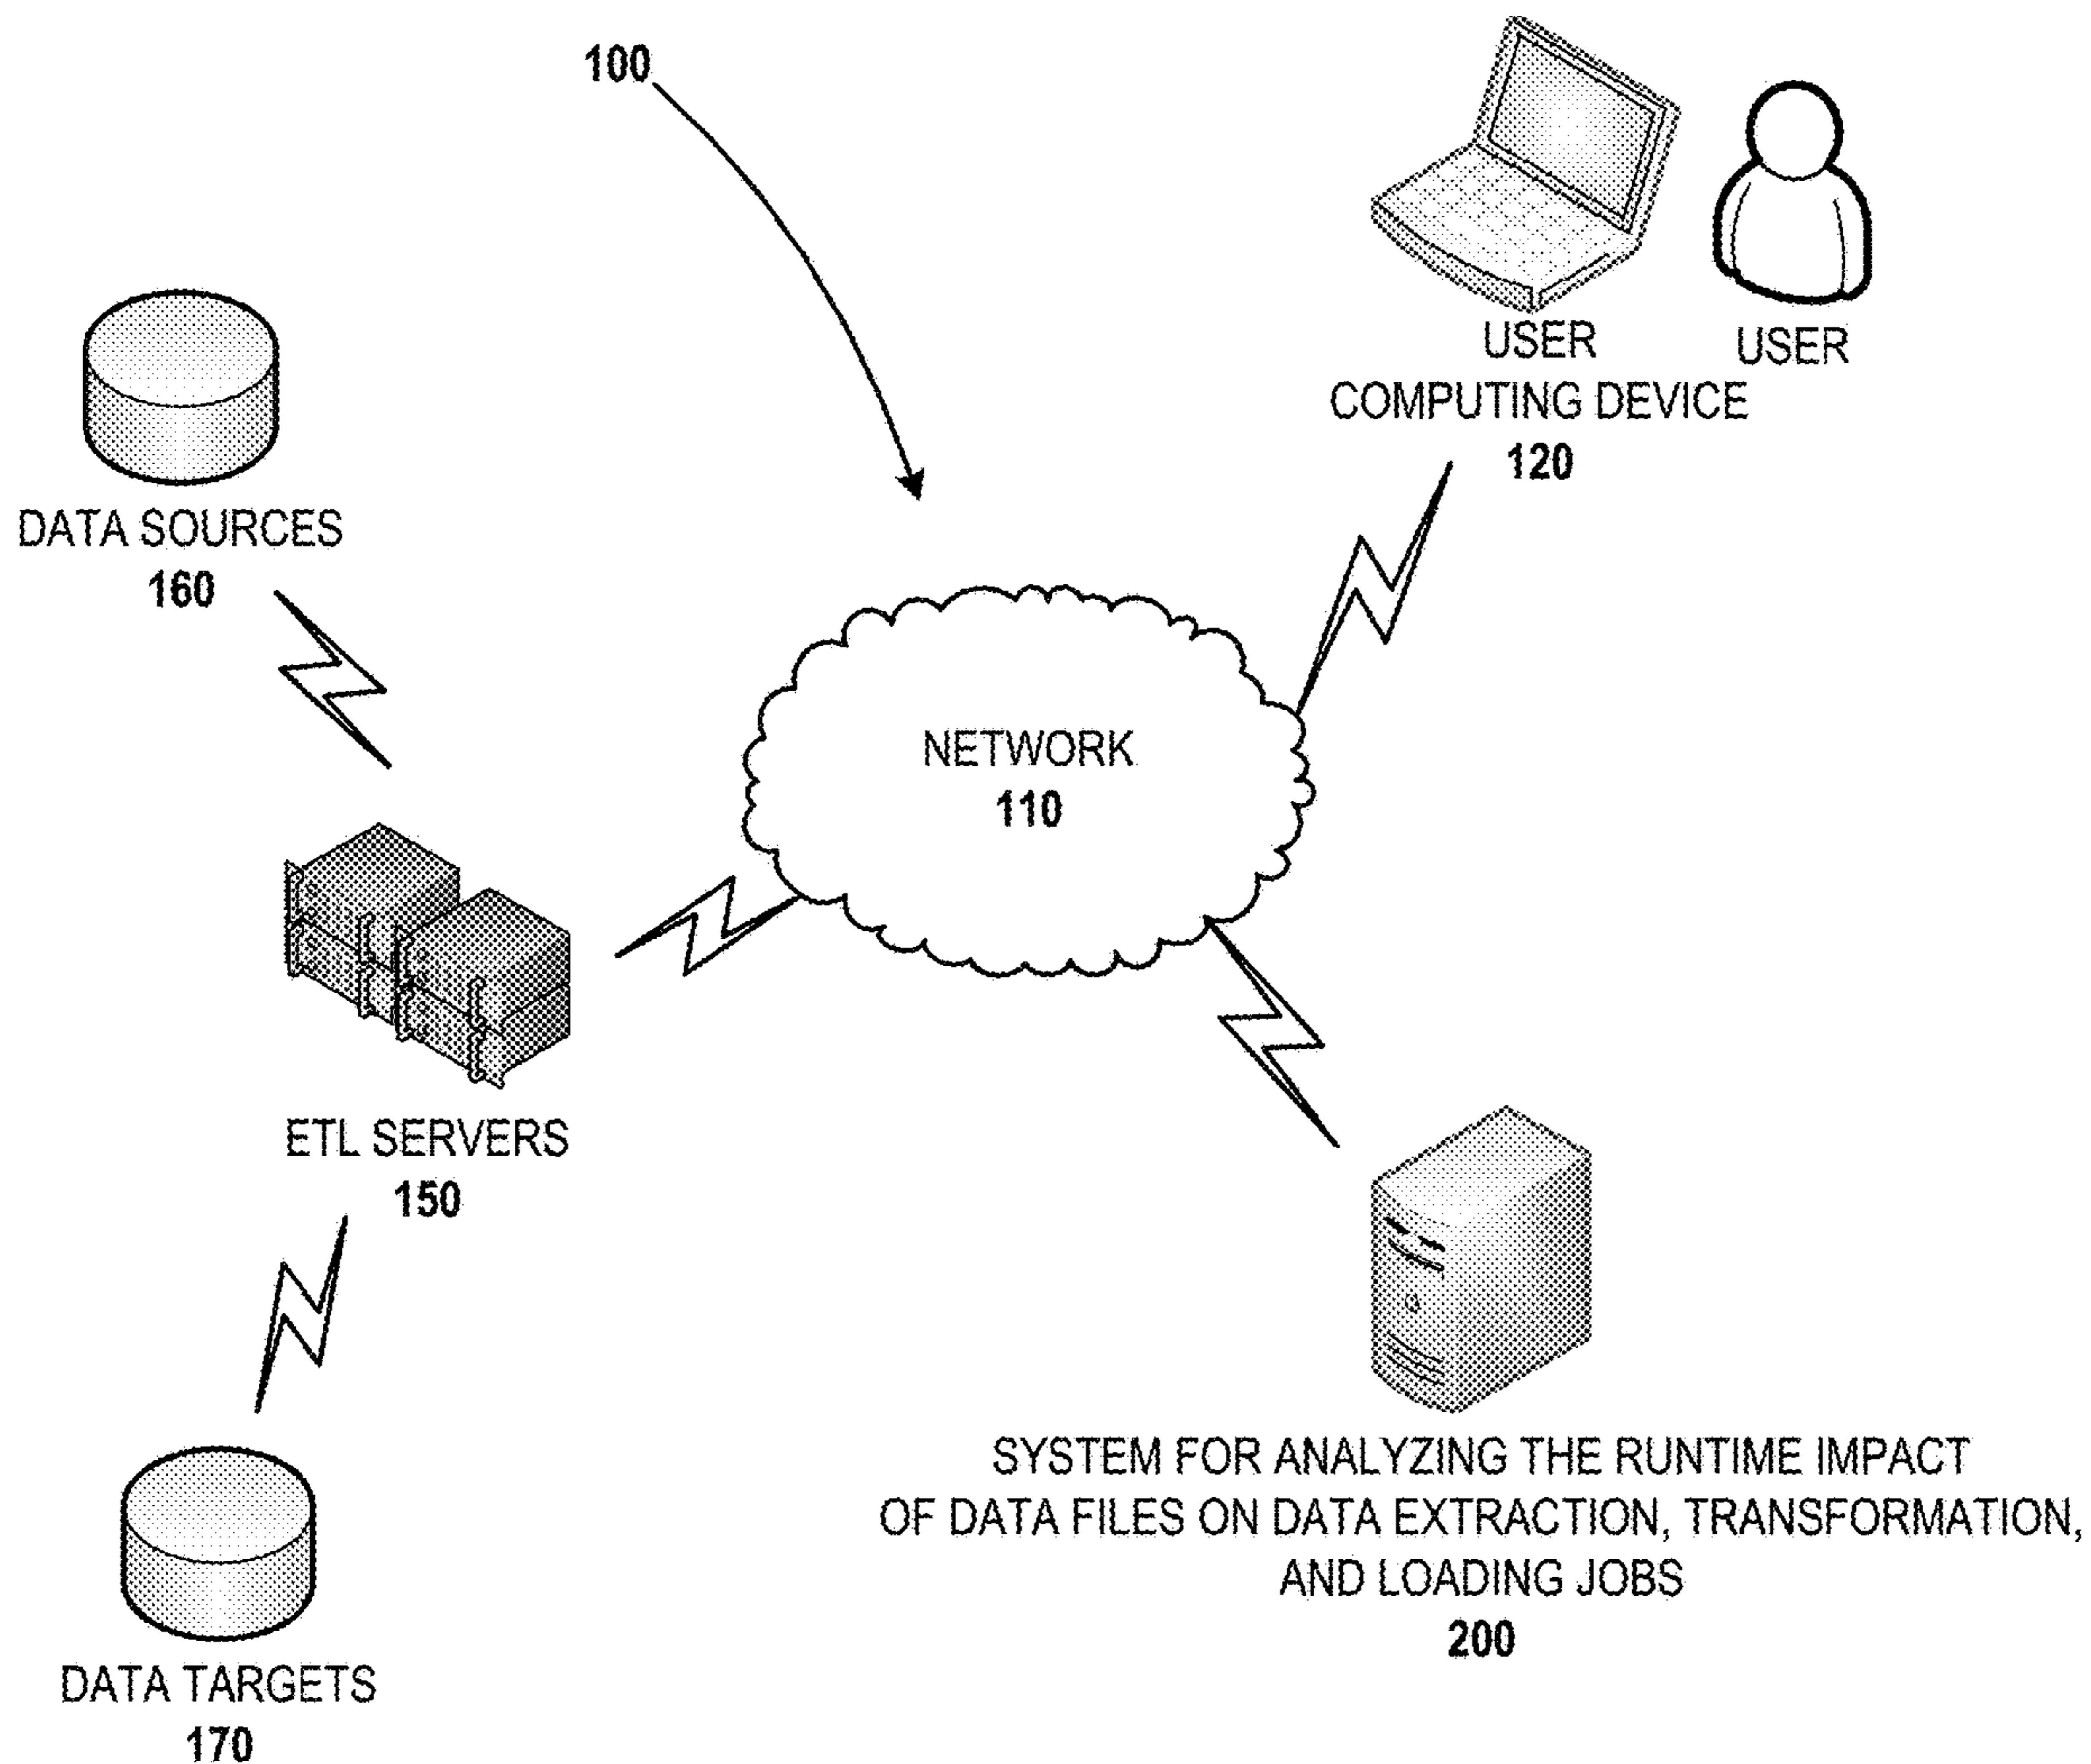 100
USER
COMPUTING DEVICE
120
USER
DATA SOURCES
160
NETWORK
110
ETL SERVERS
150
SYSTEM FOR ANALYZING THE RUNTIME IMPACT
OF DATA FILES ON DATA EXTRACTION, TRANSFORMATION,
AND LOADING JOBS
200
DATA TARGETS
170